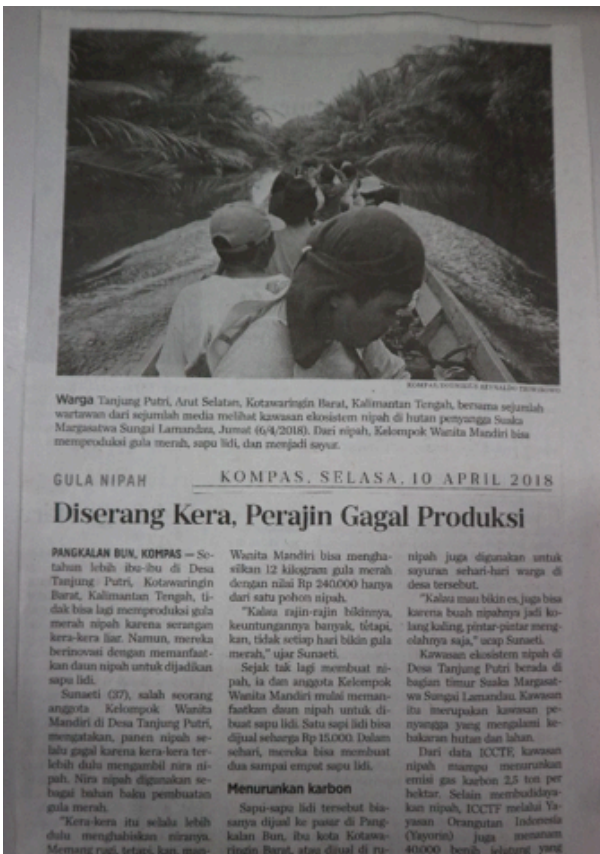 Warga Tanjung Putri, Arut Selatan, Kotawaringin Barat, Kalimantan Tengah, bersama sejumlah
wartawan dari sejumlah media melihat kawasan ekosistem nipah di hutan penyangga Suaka
Margasatwa Sungai Lamandau, Jumat (6/4/2018). Dari nipah, Kelompok Wanita Mandiri bisa
memproduksi gula merah, sapu lidi, dan menjadi sayur.
GULA NIPAH
KOMPAS, SELASA, 10 APRIL 2018
Diserang Kera, Perajin Gagal Produksi
PANGKALAN BUN, KOMPAS — Se-
tahun lebih ibu-ibu di Desa
Tanjung Putri, Kotawaringin
Barat, Kalimantan Tengah, ti-
dak bisa lagi memproduksi gula
merah nipah karena serangan
kera-kera liar. Namun, mereka
berinovasi dengan memanfaat-
kan daun nipah untuk dijadikan
sapu lidi.
Sunaeti (37), salah seorang
anggota Kelompok Wanita
Mandiri di Desa Tanjung Putri,
mengatakan, panen nipah se-
lalu gagal karena kera-kera ter-
lebih dulu mengambil nira ni-
pah. Nira nipah digunakan se-
bagai bahan baku pembuatan
gula merah.
"Kera-kera itu selalu lebih
dulu menghabiskan niranya.
Memang rugi, tetapi, kan, man-
Wanita Mandiri bisa mengha-
silkan 12 kilogram gula merah
dengan nilai Rp 240.000 hanya
dari satu pohon nipah.
"Kalau rajin-rajin bikinnya,
keuntungannya banyak, tetapi,
kan, tidak setiap hari bikin gula
merah," ujar Sunaeti.
Sejak tak lagi membuat ni-
pah, ia dan anggota Kelompok
Wanita Mandiri mulai meman-
faatkan daun nipah untuk di-
buat sapu lidi. Satu sapi lidi bisa
dijual seharga Rp 15.000. Dalam
sehari, mereka bisa membuat
dua sampai empat sapu lidi.
Menurunkan karbon
Sapu-sapu lidi tersebut bia-
sanya dijual ke pasar di Pang-
kalan Bun, ibu kota Kotawa-
ringin Barat, atau dijual di ru-
nipah juga digunakan untuk
sayuran sehari-hari warga di
desa tersebut.
"Kalau mau bikin es, juga bisa
karena buah nipahnya jadi ko-
lang kaling, pintar-pintar meng-
olahnya saja," ucap Sunaeti.
Kawasan ekosistem nipah di
Desa Tanjung Putri berada di
bagian timur Suaka Margasat-
wa Sungai Lamandau. Kawasan
itu merupakan kawasan pe-
nyangga yang mengalami ke-
bakaran hutan dan lahan.
Dari data ICCTF, kawasan
nipah mampu menurunkan
emisi gas karbon 2,5 ton per
hektar. Selain membudidaya-
kan nipah, ICCTF melalui Ya-
yasan Orangutan Indonesia
(Yayorin) juga menanam
40.000 benih jelutung yang